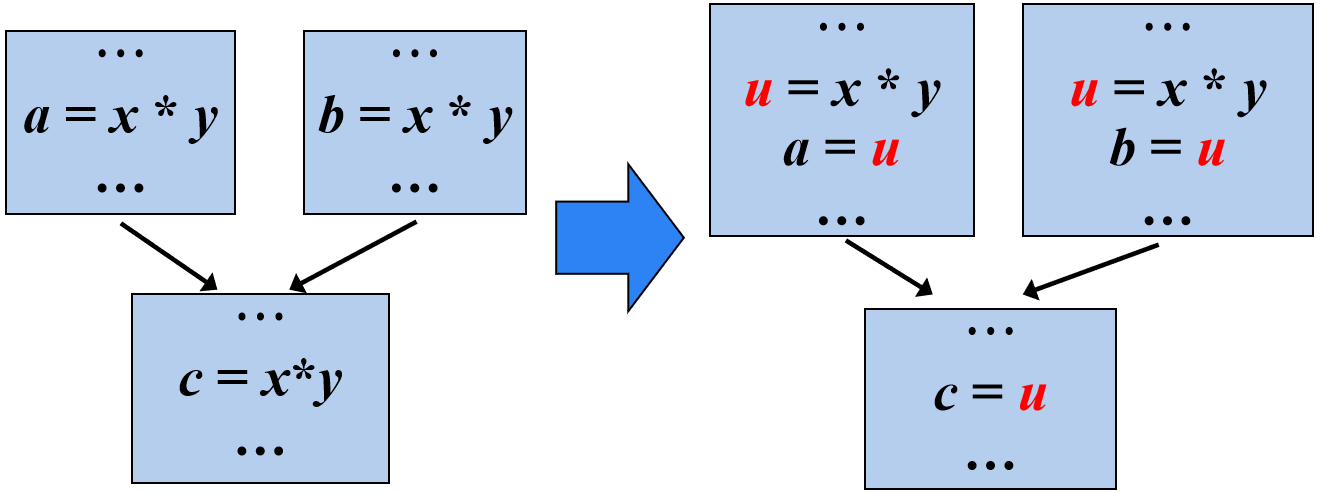 ...
a = x * y
...
...
b = x * y
...
...
c = x*y
...
...
u = x * y
a = u
...
...
u = x * y
b = u
...
...
c = u
...